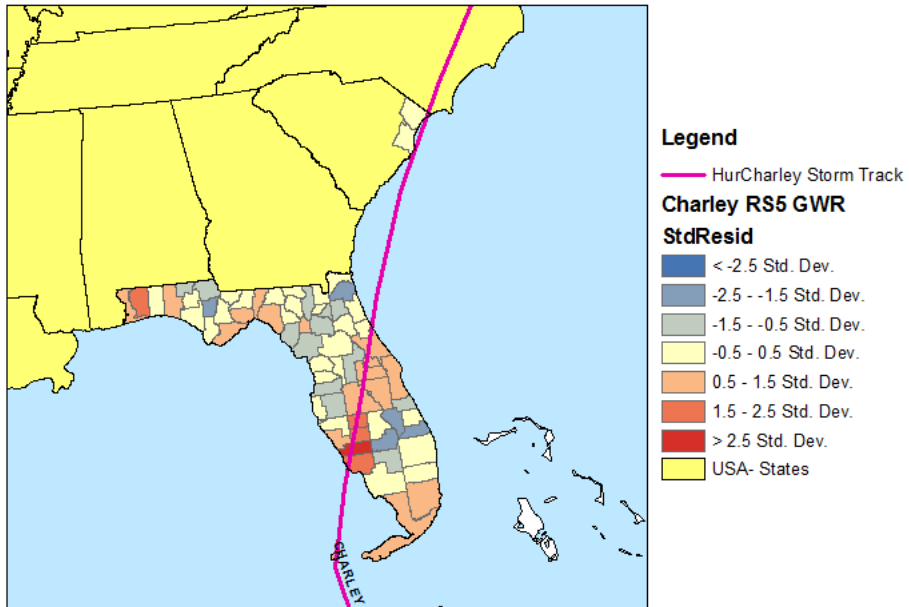 CHARLEY
Legend
HurCharley Storm Track
Charley RS5 GWR
StdResid
< -2.5 Std. Dev.
-2.5 - -1.5 Std. Dev.
-1.5 - -0.5 Std. Dev.
-0.5 - 0.5 Std. Dev.
0.5 - 1.5 Std. Dev.
1.5 - 2.5 Std. Dev.
> 2.5 Std. Dev.
USA- States